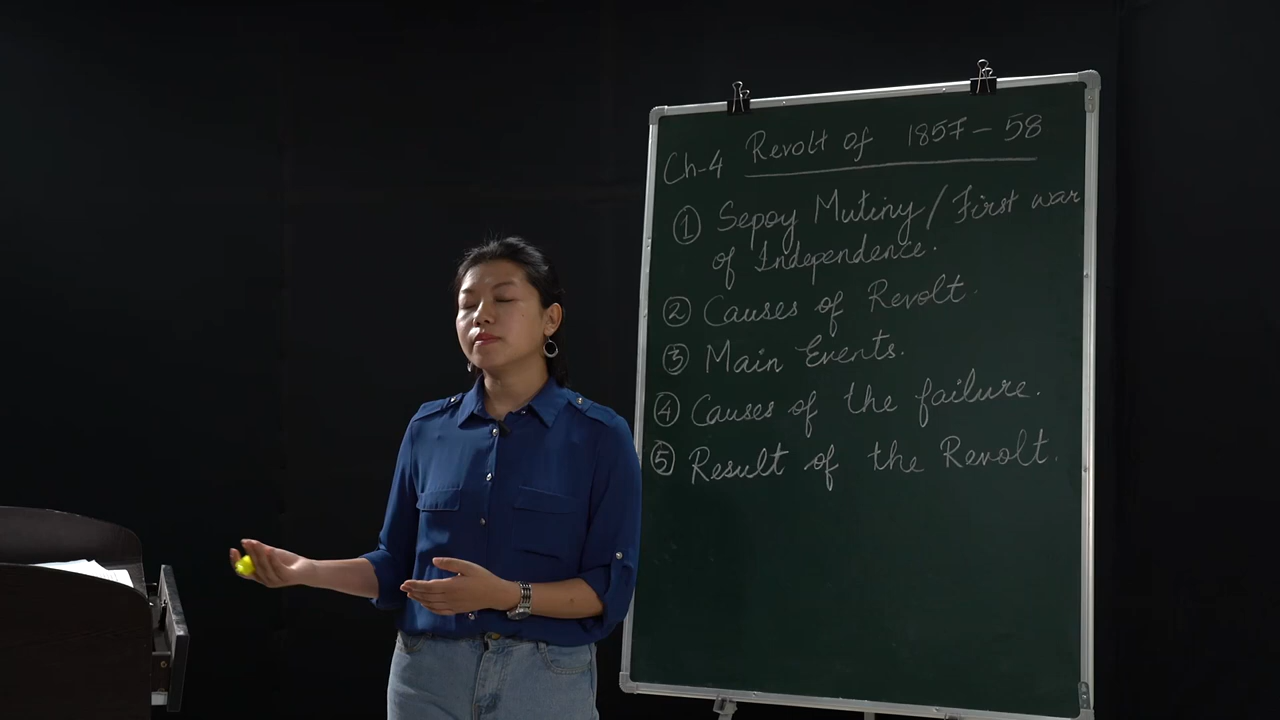 Ch-4 Revolt of 1857-58
① Sepoy Mutiny / First war
of Independence.
② Causes of Revolt.
③ Main Events.
④ Causes of the failure.
⑤ Result of the Revolt.